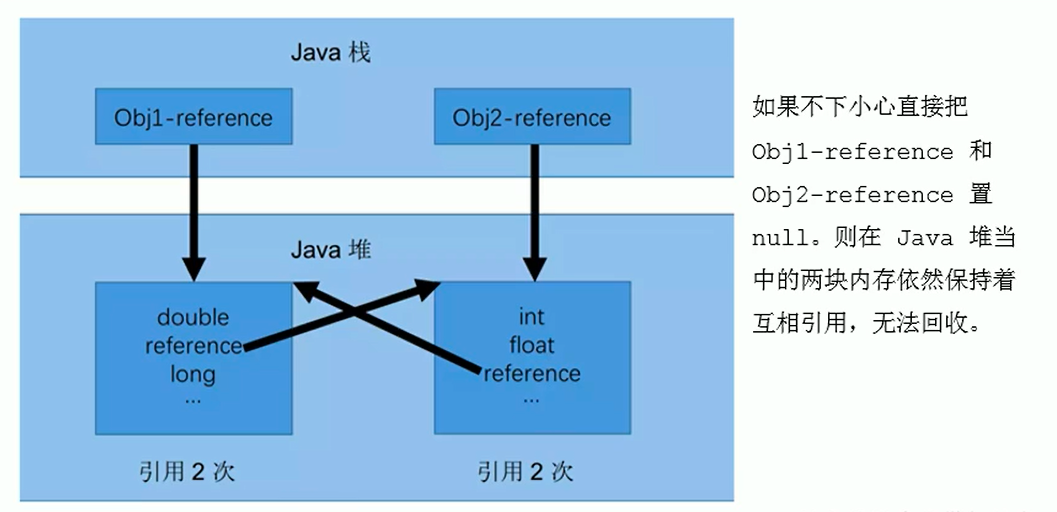 Java 栈
Obj1-reference
Obj2-reference
Java 堆
double
reference
long
...
int
float
reference
...
引用 2 次
引用 2 次
如果不下小心直接把
Obj1-reference 和
Obj2-reference 置
null。则在 Java 堆当
中的两块内存依然保持着
互相引用，无法回收。